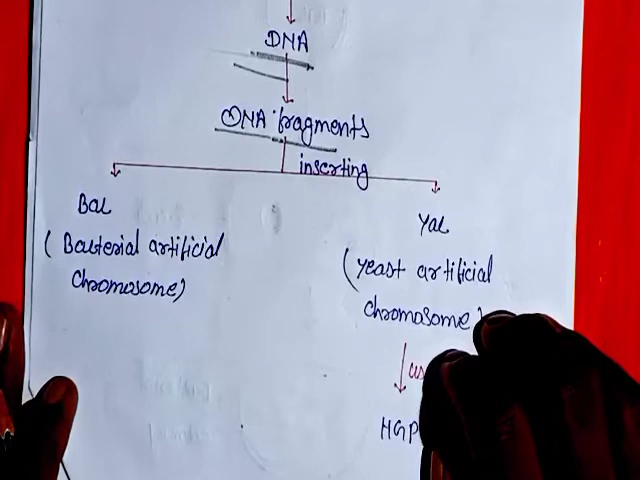 DNA
DNA fragments
inserting
BaC
YaC
( Bacterial artificial
chromosome)
(yeast artificial
chromosome)
HGP